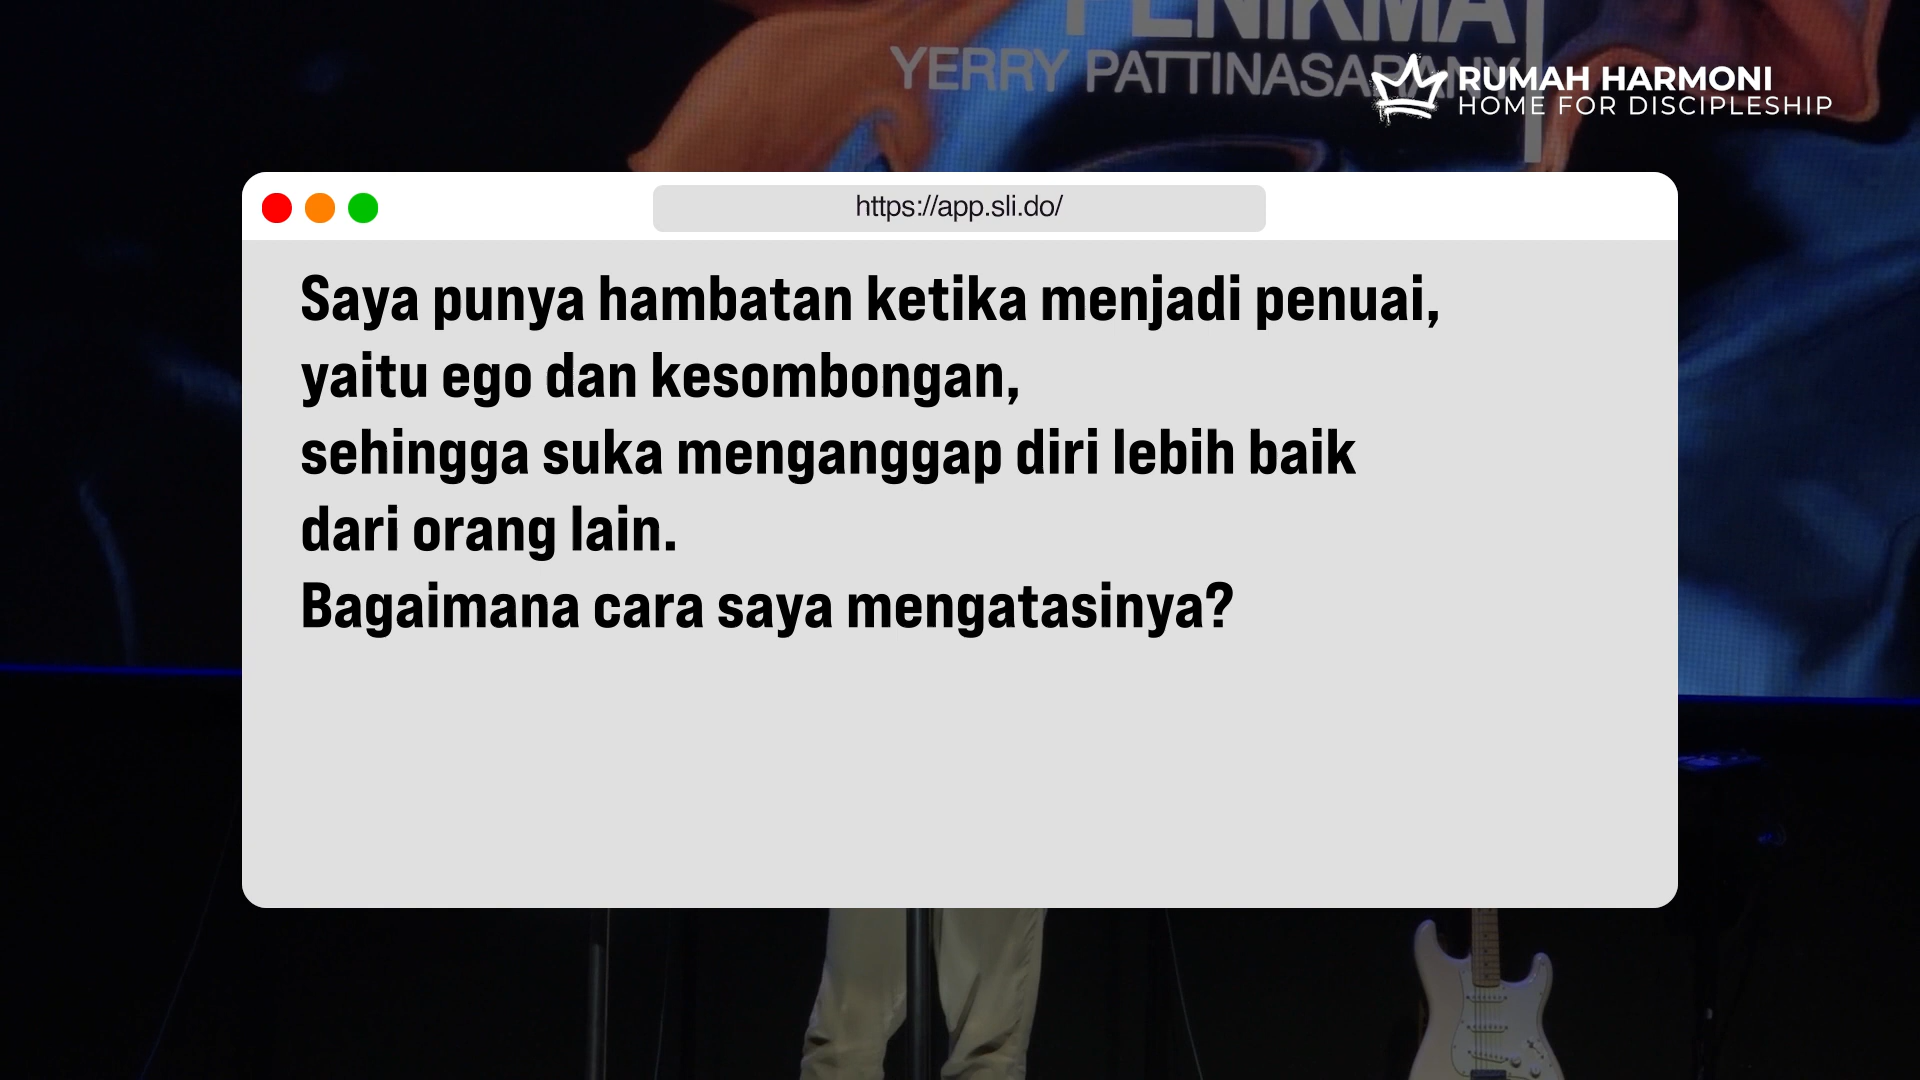 YERRY PATTINASARANY
RUMAH HARMONI
HOME FOR DISCIPLESHIP
https://app.sli.do/
Saya punya hambatan ketika menjadi penuai,
yaitu ego dan kesombongan,
sehingga suka menganggap diri lebih baik
dari orang lain.
Bagaimana cara saya mengatasinya?